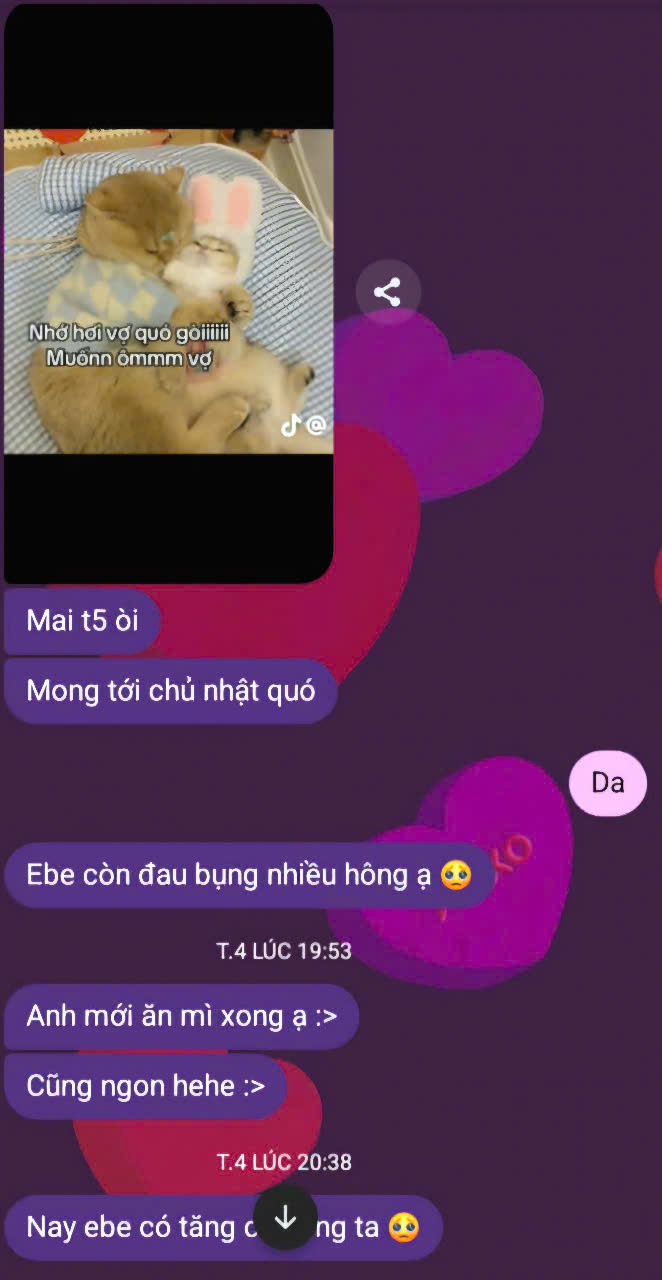 Nhớ hơi vợ quó gòiiiiii
Muốnn ômmm vợ
Mai t5 òi
Mong tới chủ nhật quó
Da
Ebe còn đau bụng nhiều hông ạ 🥺
XO
T.4 LÚC 19:53
Anh mới ăn mì xong ạ :>
Cũng ngon hehe :>
T.4 LÚC 20:38
Nay ebe có tăng ta 🥺